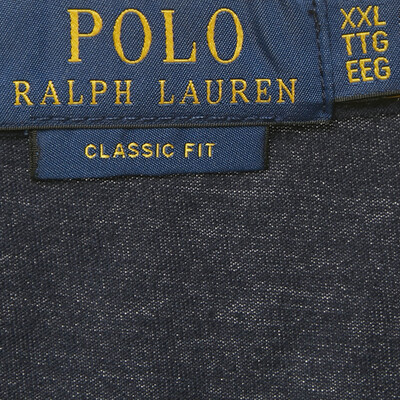 POLO
RALPH LAUREN
XXL
TTG
EEG
CLASSIC FIT